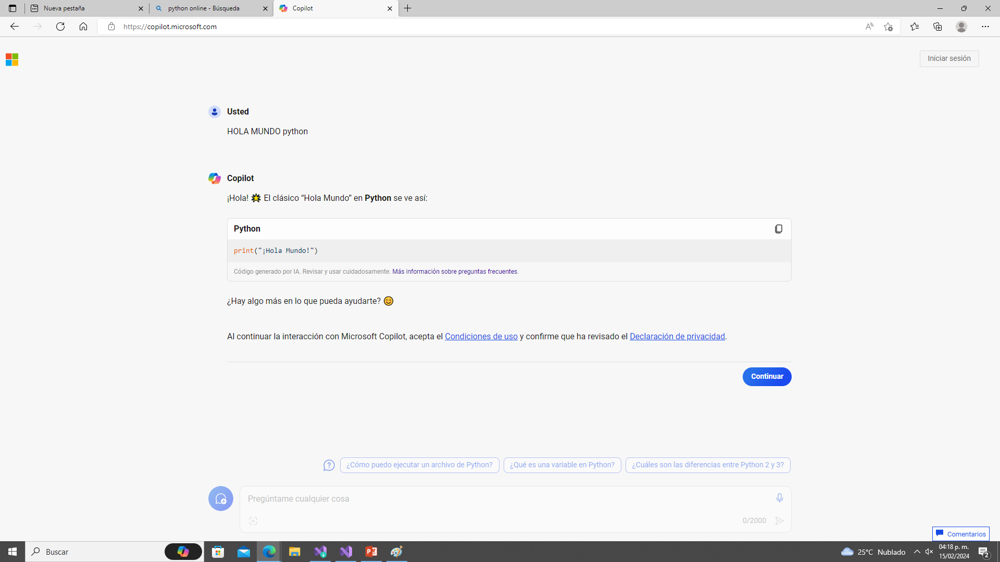 Nueva pestaña
python online - Búsqueda
Copilot
https://copilot.microsoft.com
Iniciar sesión
Usted
HOLA MUNDO python
Copilot
¡Hola! 🌟 El clásico “Hola Mundo” en Python se ve así:
Python
print("¡Hola Mundo!")
Código generado por IA. Revisar y usar cuidadosamente. Más información sobre preguntas frecuentes.
¿Hay algo más en lo que pueda ayudarte? 😊
Al continuar la interacción con Microsoft Copilot, acepta el Condiciones de uso y confirme que ha revisado el Declaración de privacidad.
Continuar
¿Cómo puedo ejecutar un archivo de Python? ¿Qué es una variable en Python? ¿Cuáles son las diferencias entre Python 2 y 3?
Pregúntame cualquier cosa
0/2000
Comentarios
Buscar
25°C Nublado
04:18 p. m.
15/02/2024
2